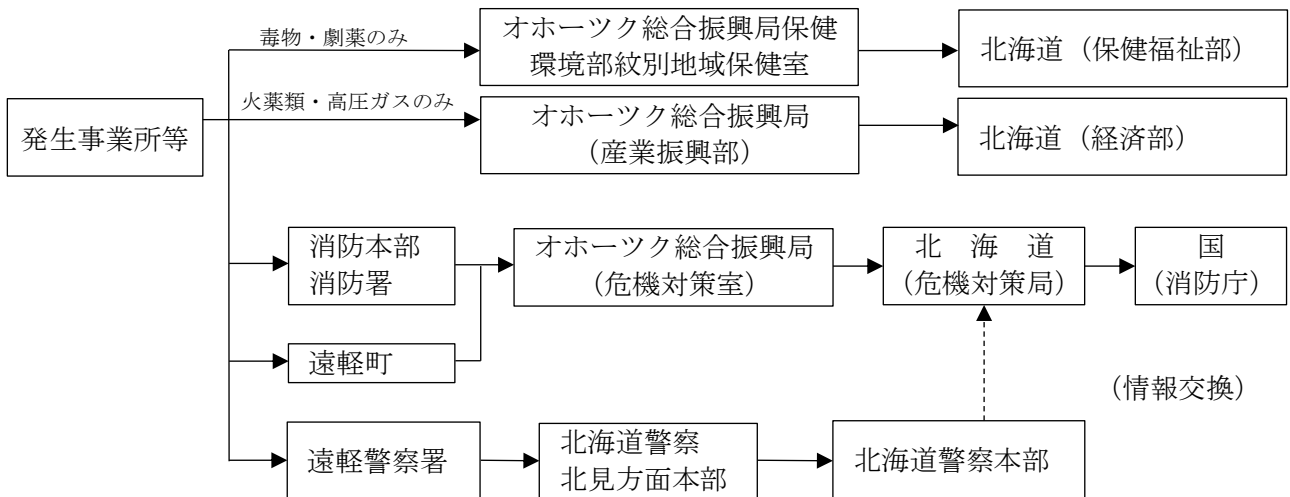 毒物・劇薬のみ
オホーツク総合振興局保健
環境部紋別地域保健室
北海道（保健福祉部）
発生事業所等
火薬類・高圧ガスのみ
オホーツク総合振興局
（産業振興部）
北海道（経済部）
消防本部
消防署
オホーツク総合振興局
（危機対策室）
北　海　道
（危機対策局）
国
（消防庁）
遠軽町
（情報交換）
遠軽警察署
北海道警察
北見方面本部
北海道警察本部